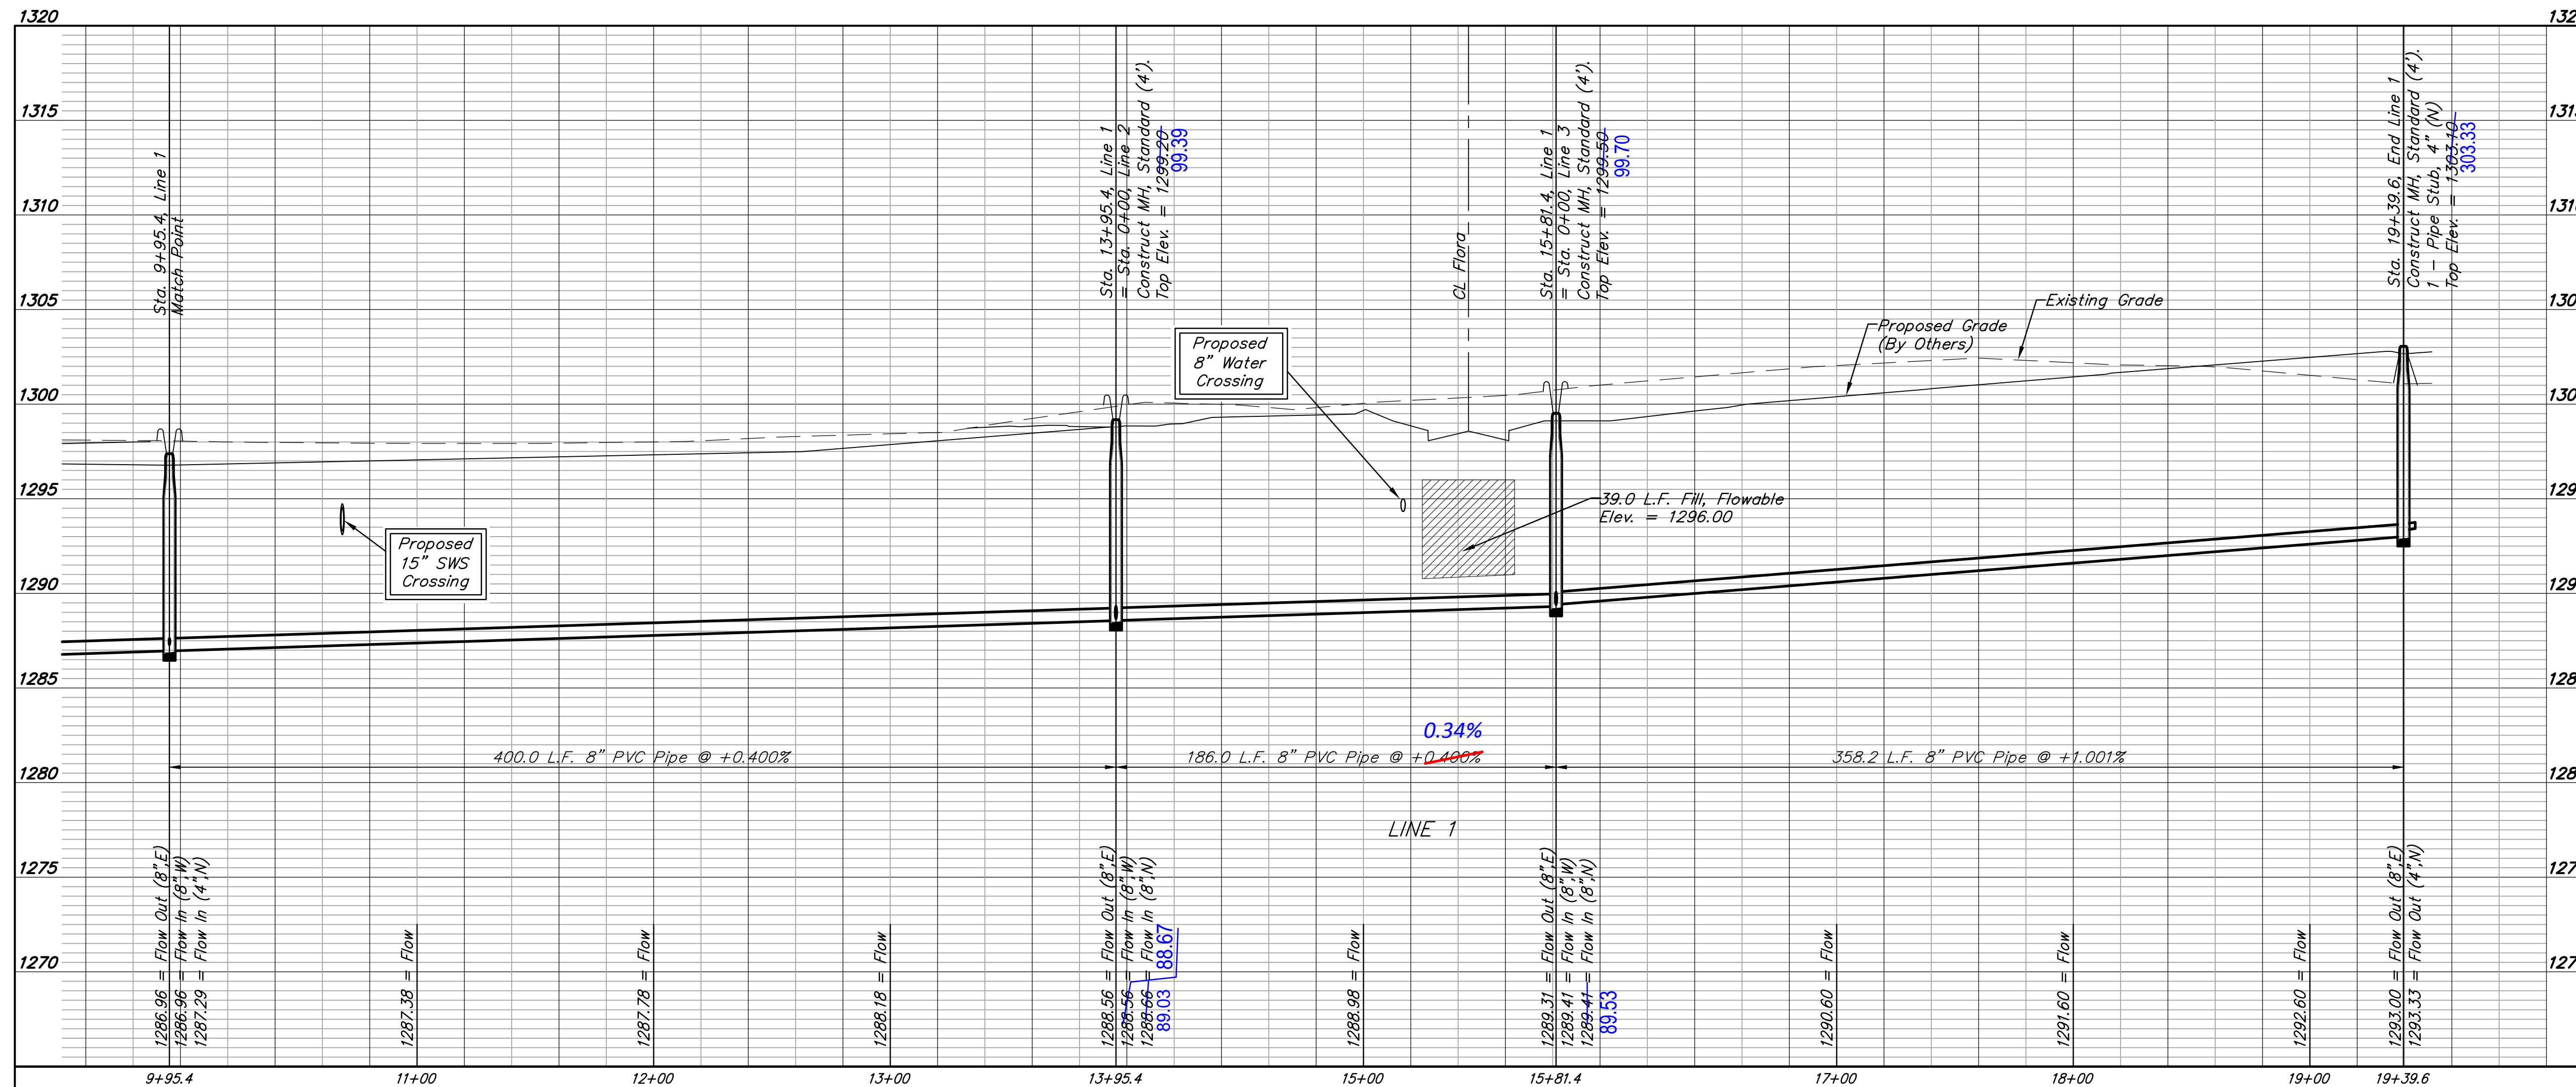 1320
1315
1310
1305
1300
1295
1290
1285
1280
1275
1270
132
131
131
130
130
129
129
128
128
127
127
Sta. 9+95.4, Line 1
Match Point
Sta. 13+95.4, Line 1
= Sta. 0+00, Line 2
Construct MH, Standard (4').
Top Elev. = 1299.20
99.39
CL Flora
Sta. 15+81.4, Line 1
= Sta. 0+00, Line 3
Construct MH, Standard (4').
Top Elev. = 1299.50
99.70
Sta. 19+39.6, End Line 1
Construct MH, Standard (4').
1 - Pipe Stub, 4" (N)
Top Elev. = 1303.10
303.33
Existing Grade
Proposed Grade
(By Others)
Proposed
8" Water
Crossing
39.0 L.F. Fill, Flowable
Elev. = 1296.00
Proposed
15" SWS
Crossing
0.34%
400.0 L.F. 8" PVC Pipe @ +0.400%
186.0 L.F. 8" PVC Pipe @ +0.400%
358.2 L.F. 8" PVC Pipe @ +1.001%
LINE 1
1286.96 = Flow Out (8",E)
1286.96 = Flow In (8",W)
1287.29 = Flow In (4",N)
1287.38 = Flow
1287.78 = Flow
1288.18 = Flow
1288.56 = Flow Out (8",E)
1288.56 = Flow In (8",W)
1288.66 = Flow In (8",N)
89.03 88.67
1288.98 = Flow
1289.31 = Flow Out (8",E)
1289.41 = Flow In (8",W)
1289.41 = Flow In (8",N)
89.53
1290.60 = Flow
1291.60 = Flow
1292.60 = Flow
1293.00 = Flow Out (8",E)
1293.33 = Flow Out (4",N)
9+95.4 11+00 12+00 13+00 13+95.4 15+00 15+81.4 17+00 18+00 19+00 19+39.6